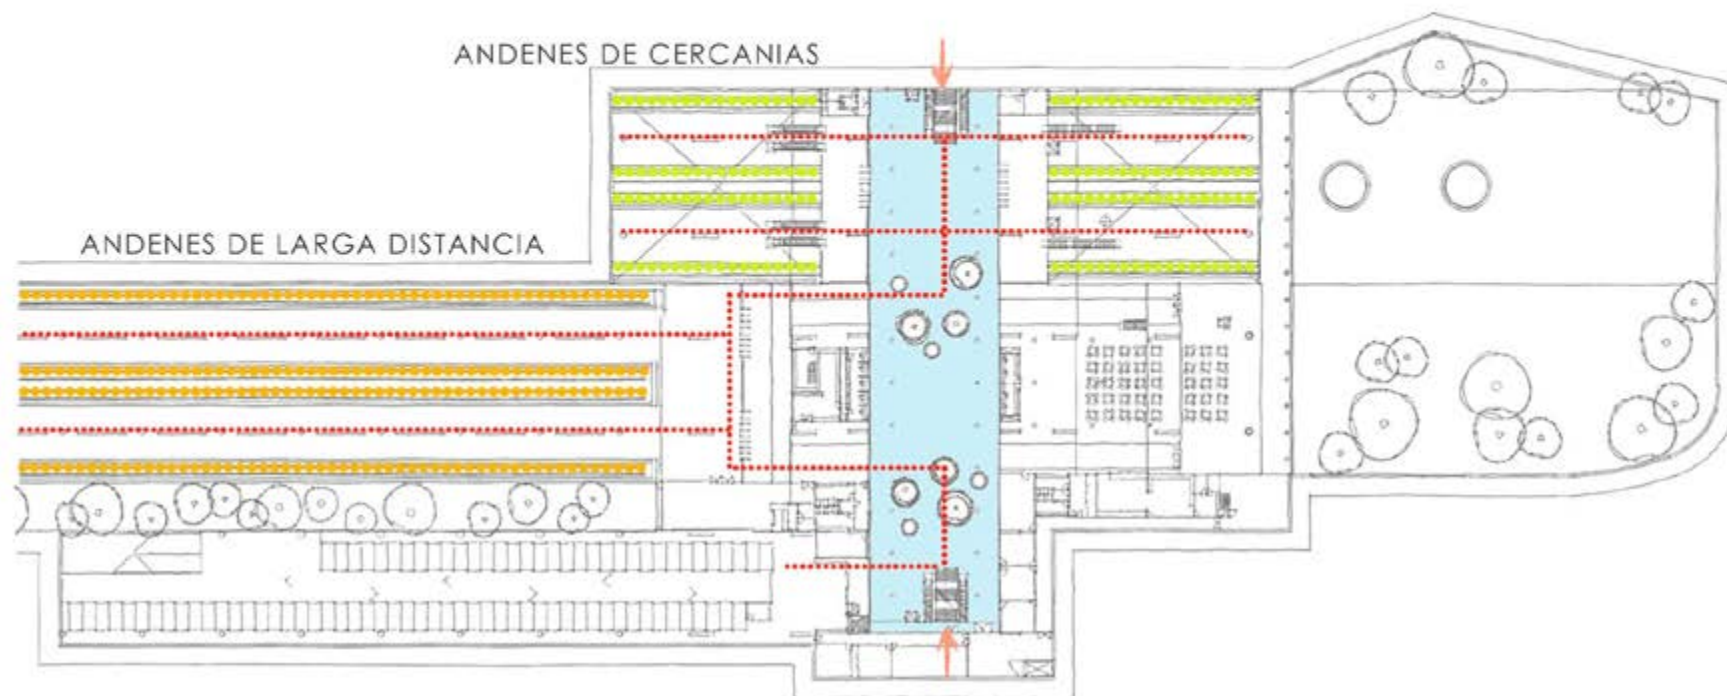 ANDENES DE CERCANIAS
ANDENES DE LARGA DISTANCIA